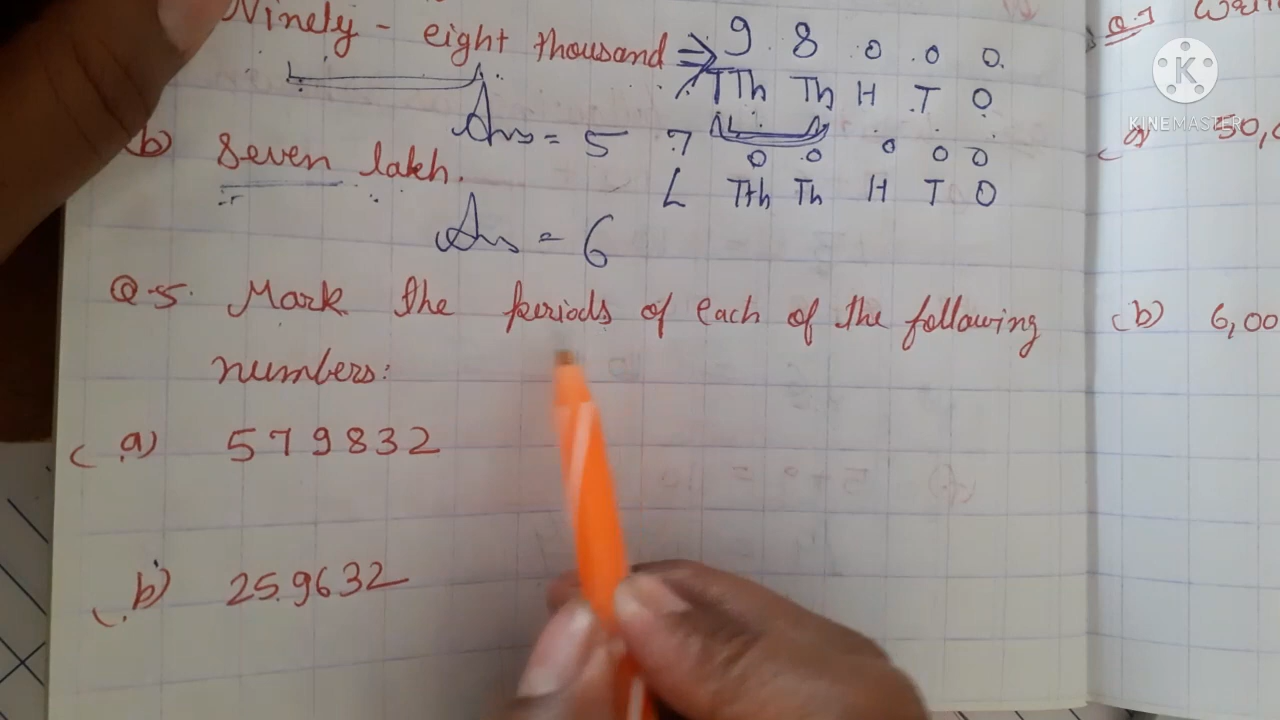 Ninety - eight thousand ⇒ 9 8 0 0 0.
TTh Th H T O
Ans = 5
b) Seven lakh. 7 0 0 0 0 0
L Tth Th H T O
Ans = 6
Q.5. Mark the periods of each of the following
numbers:
(a) 579832
(b) 259632
Q.7
(a) 50,
(b) 6,00
K
KINEMASTER